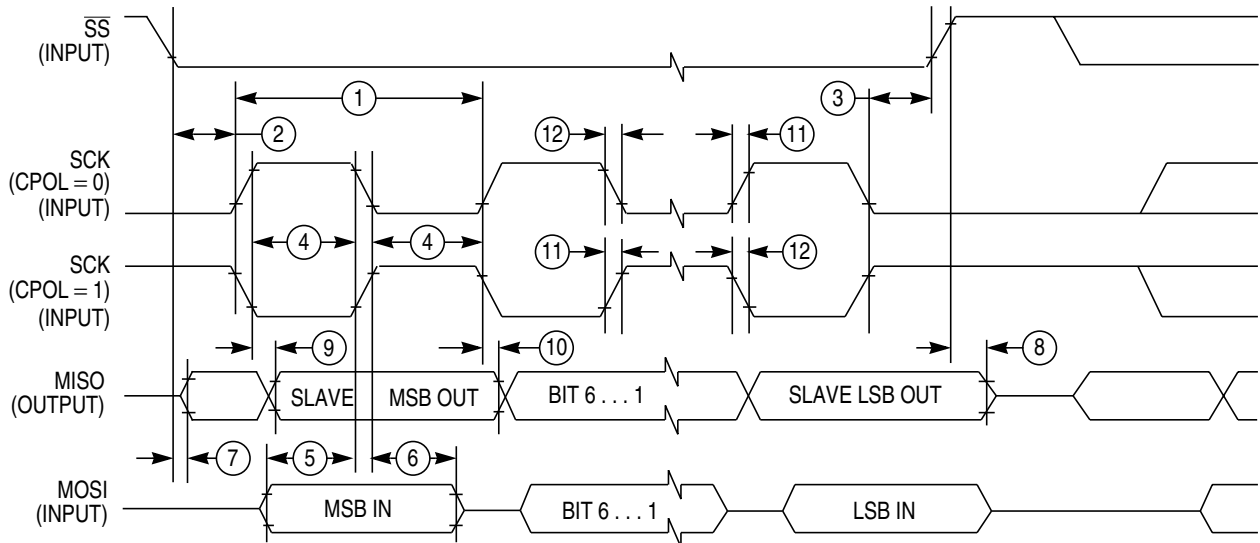 SS
(INPUT)
1
3
2
12
11
SCK
(CPOL = 0)
(INPUT)
4
4
11
12
SCK
(CPOL = 1)
(INPUT)
9
10
8
MISO
(OUTPUT)
SLAVE
MSB OUT
BIT 6 . . . 1
SLAVE LSB OUT
7
5
6
MOSI
(INPUT)
MSB IN
BIT 6 . . . 1
LSB IN